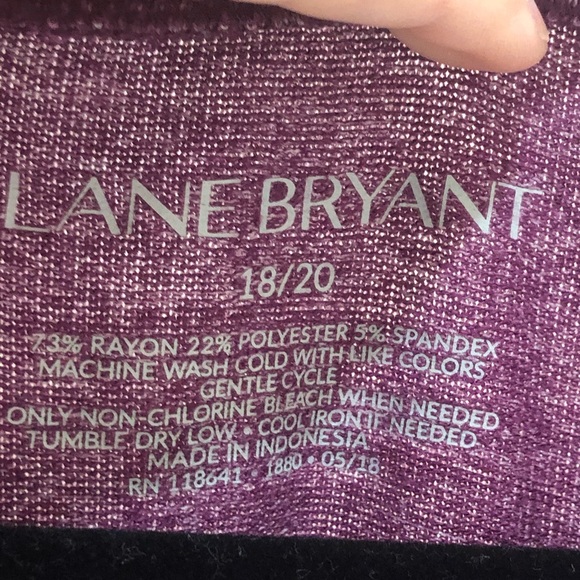 LANE BRYANT
18/20
73% RAYON 22% POLYESTER 5% SPANDEX
MACHINE WASH COLD WITH LIKE COLORS
GENTLE CYCLE
ONLY NON-CHLORINE BLEACH WHEN NEEDED
TUMBLE DRY LOW • COOL IRON IF NEEDED
MADE IN INDONESIA
RN 118641 • 1880 • 05/18